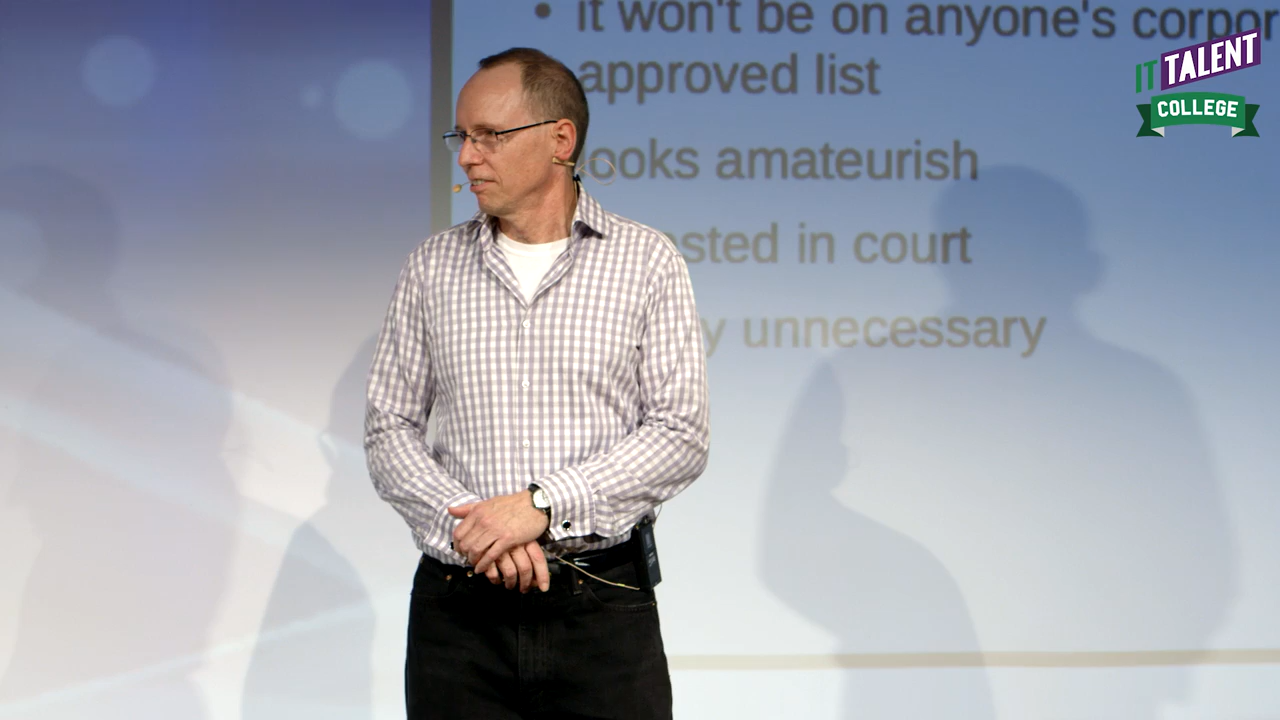 • it won't be on anyone's corpor
approved list
ooks amateurish
sted in court
y unnecessary
IT TALENT
COLLEGE